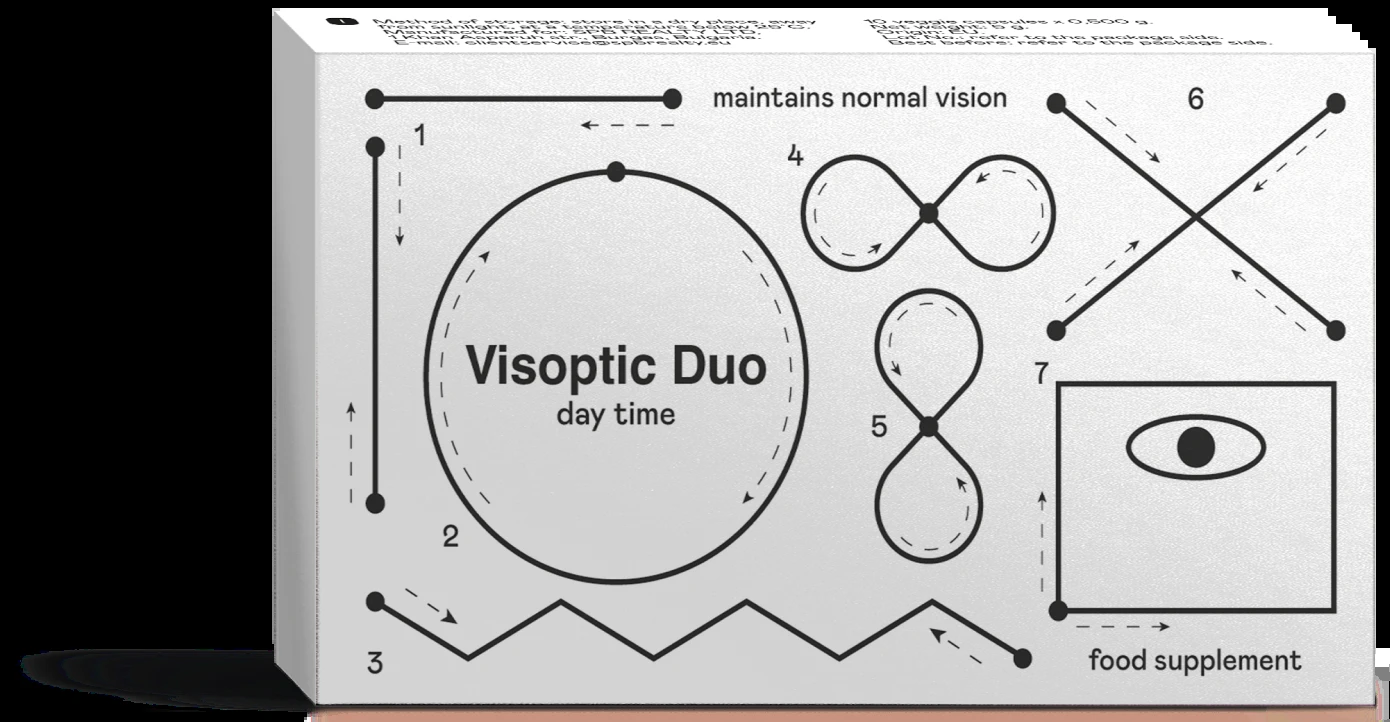 Method of storage: store in a dry place, away
from sunlight, at a temperature below 25°C.
Manufactured for: SPB REALTY LTD,
1 Khan Asparuh str., Burgas, Bulgaria.
E-mail: clientservice@spbrealty.eu
10 veggie capsules x 0,500 g.
Net weight: 5 g.
Origin: EU.
Lot No.: refer to the package side.
Best before: refer to the package side.
maintains normal vision
1
4
6
Visoptic Duo
day time
7
5
2
3
food supplement